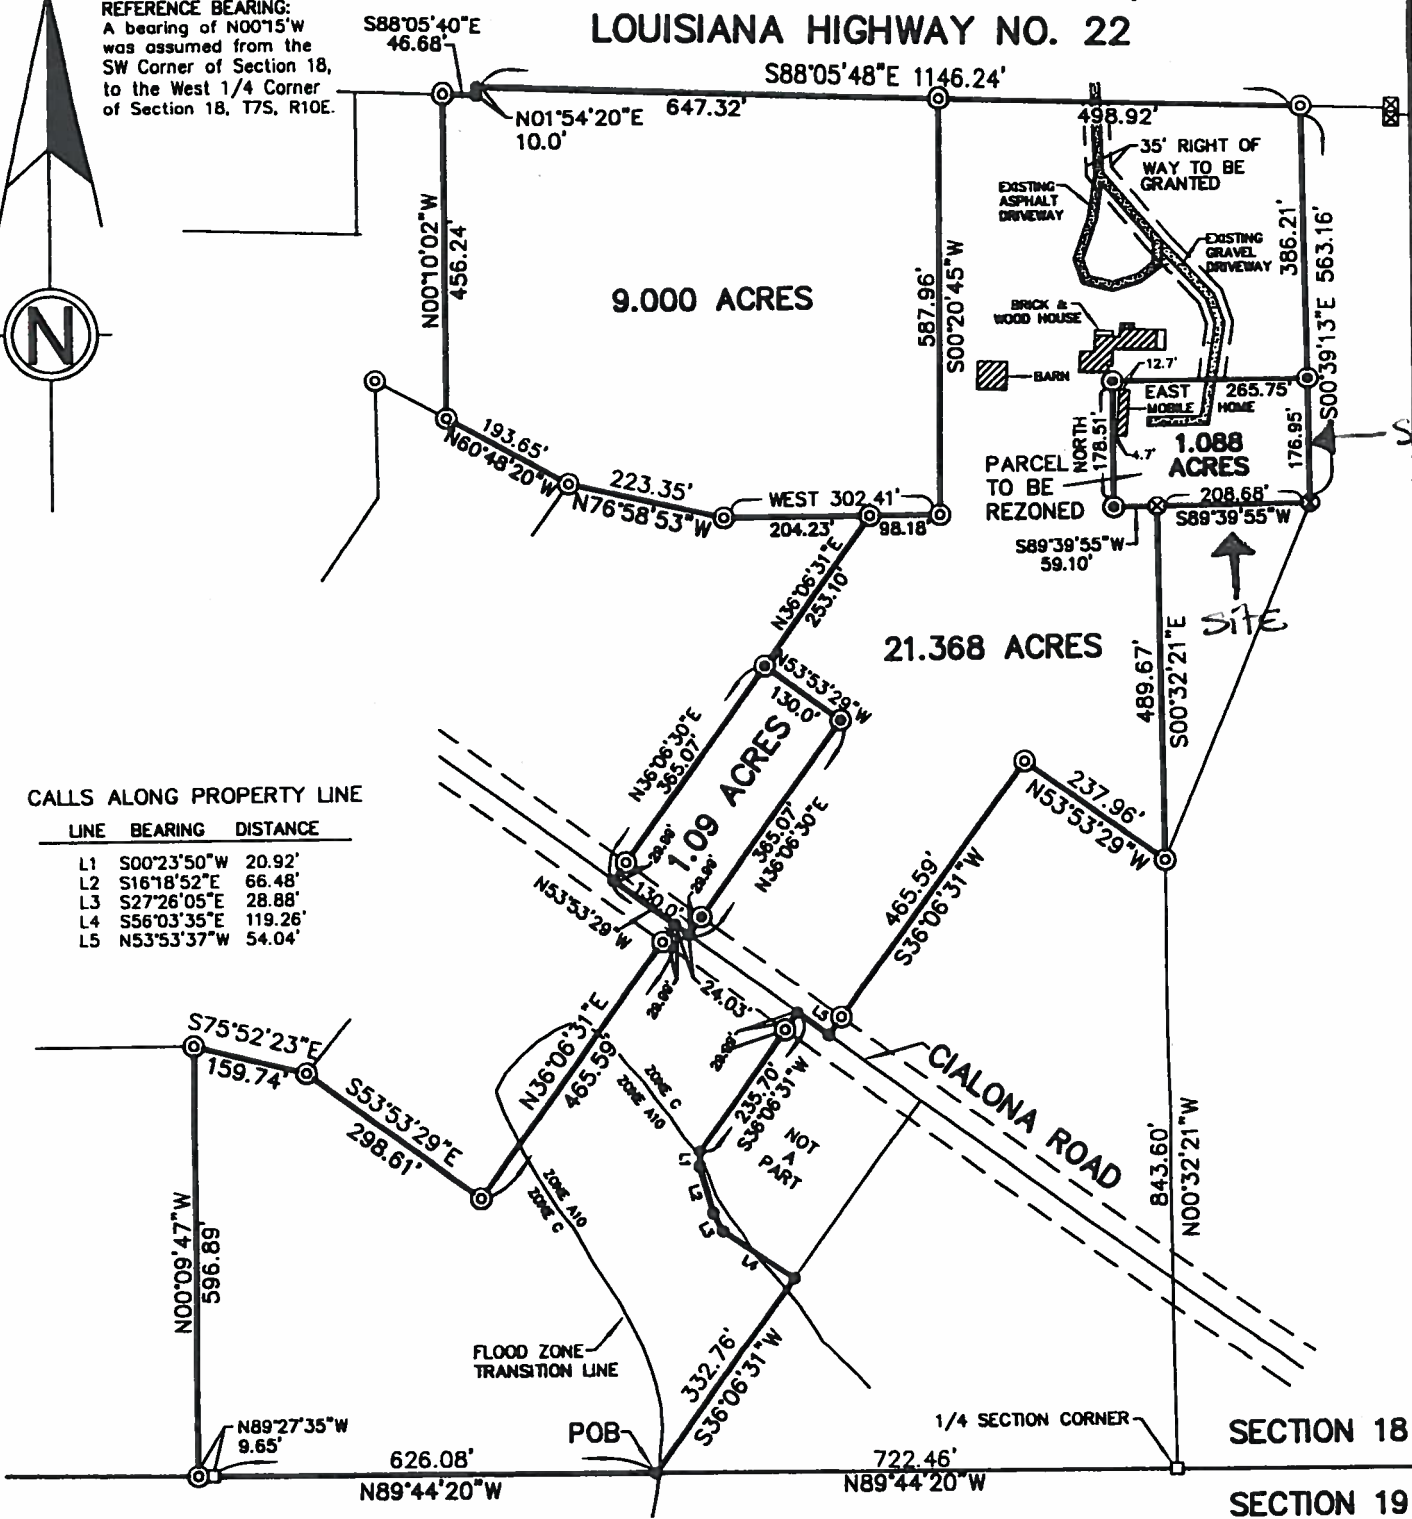 REFERENCE BEARING:
A bearing of N00°15'W
was assumed from the
SW Corner of Section 18,
to the West 1/4 Corner
of Section 18, T7S, R10E.
S88°05'40"E
46.68'
LOUISIANA HIGHWAY NO. 22
S88°05'48"E 1146.24'
647.32'
498.92'
N01°54'20"E
10.0'
35' RIGHT OF
WAY TO BE
GRANTED
EXISTING
ASPHALT
DRIVEWAY
EXISTING
GRAVEL
DRIVEWAY
N00°10'02"W
456.24'
9.000 ACRES
587.96'
S00°20'45"W
386.21'
S00°39'13"E 563.16'
BRICK &
WOOD HOUSE
BARN
12.7'
EAST 265.75'
MOBILE HOME
NORTH
178.51'
4.7'
1.088
ACRES
176.95'
S
PARCEL
TO BE
REZONED
208.68'
S89°39'55"W
S89°39'55"W
59.10'
SITE
N
193.65'
N60°48'20"W
223.35'
N76°58'53"W
WEST 302.41'
204.23'
98.18'
N36°06'31"E
253.10'
21.368 ACRES
489.67'
S00°32'21"E
N53°53'29"W
130.0'
N36°06'30"E
365.07'
1.09 ACRES
365.07'
N36°06'30"E
29.99'
29.99'
130.0'
N53°53'29"W
237.96'
N53°53'29"W
465.59'
S36°06'31"W
CALLS ALONG PROPERTY LINE
LINE BEARING DISTANCE
L1 S00°23'50"W 20.92'
L2 S16°18'52"E 66.48'
L3 S27°26'05"E 28.88'
L4 S56°03'35"E 119.26'
L5 N53°53'37"W 54.04'
29.99'
24.03'
29.99'
L5
S75°52'23"E
159.74'
S53°53'29"E
298.61'
N36°06'31"E
465.59'
ZONE C
ZONE A10
235.70'
S36°06'31"W
NOT
A
PART
CIALONA ROAD
L1
L2
L3
L4
ZONE A10
ZONE C
N00°09'47"W
596.89
843.60'
N00°32'21"W
FLOOD ZONE
TRANSITION LINE
332.76'
S36°06'31"W
N89°27'35"W
9.65'
POB
1/4 SECTION CORNER
SECTION 18
626.08'
N89°44'20"W
722.46'
N89°44'20"W
SECTION 19